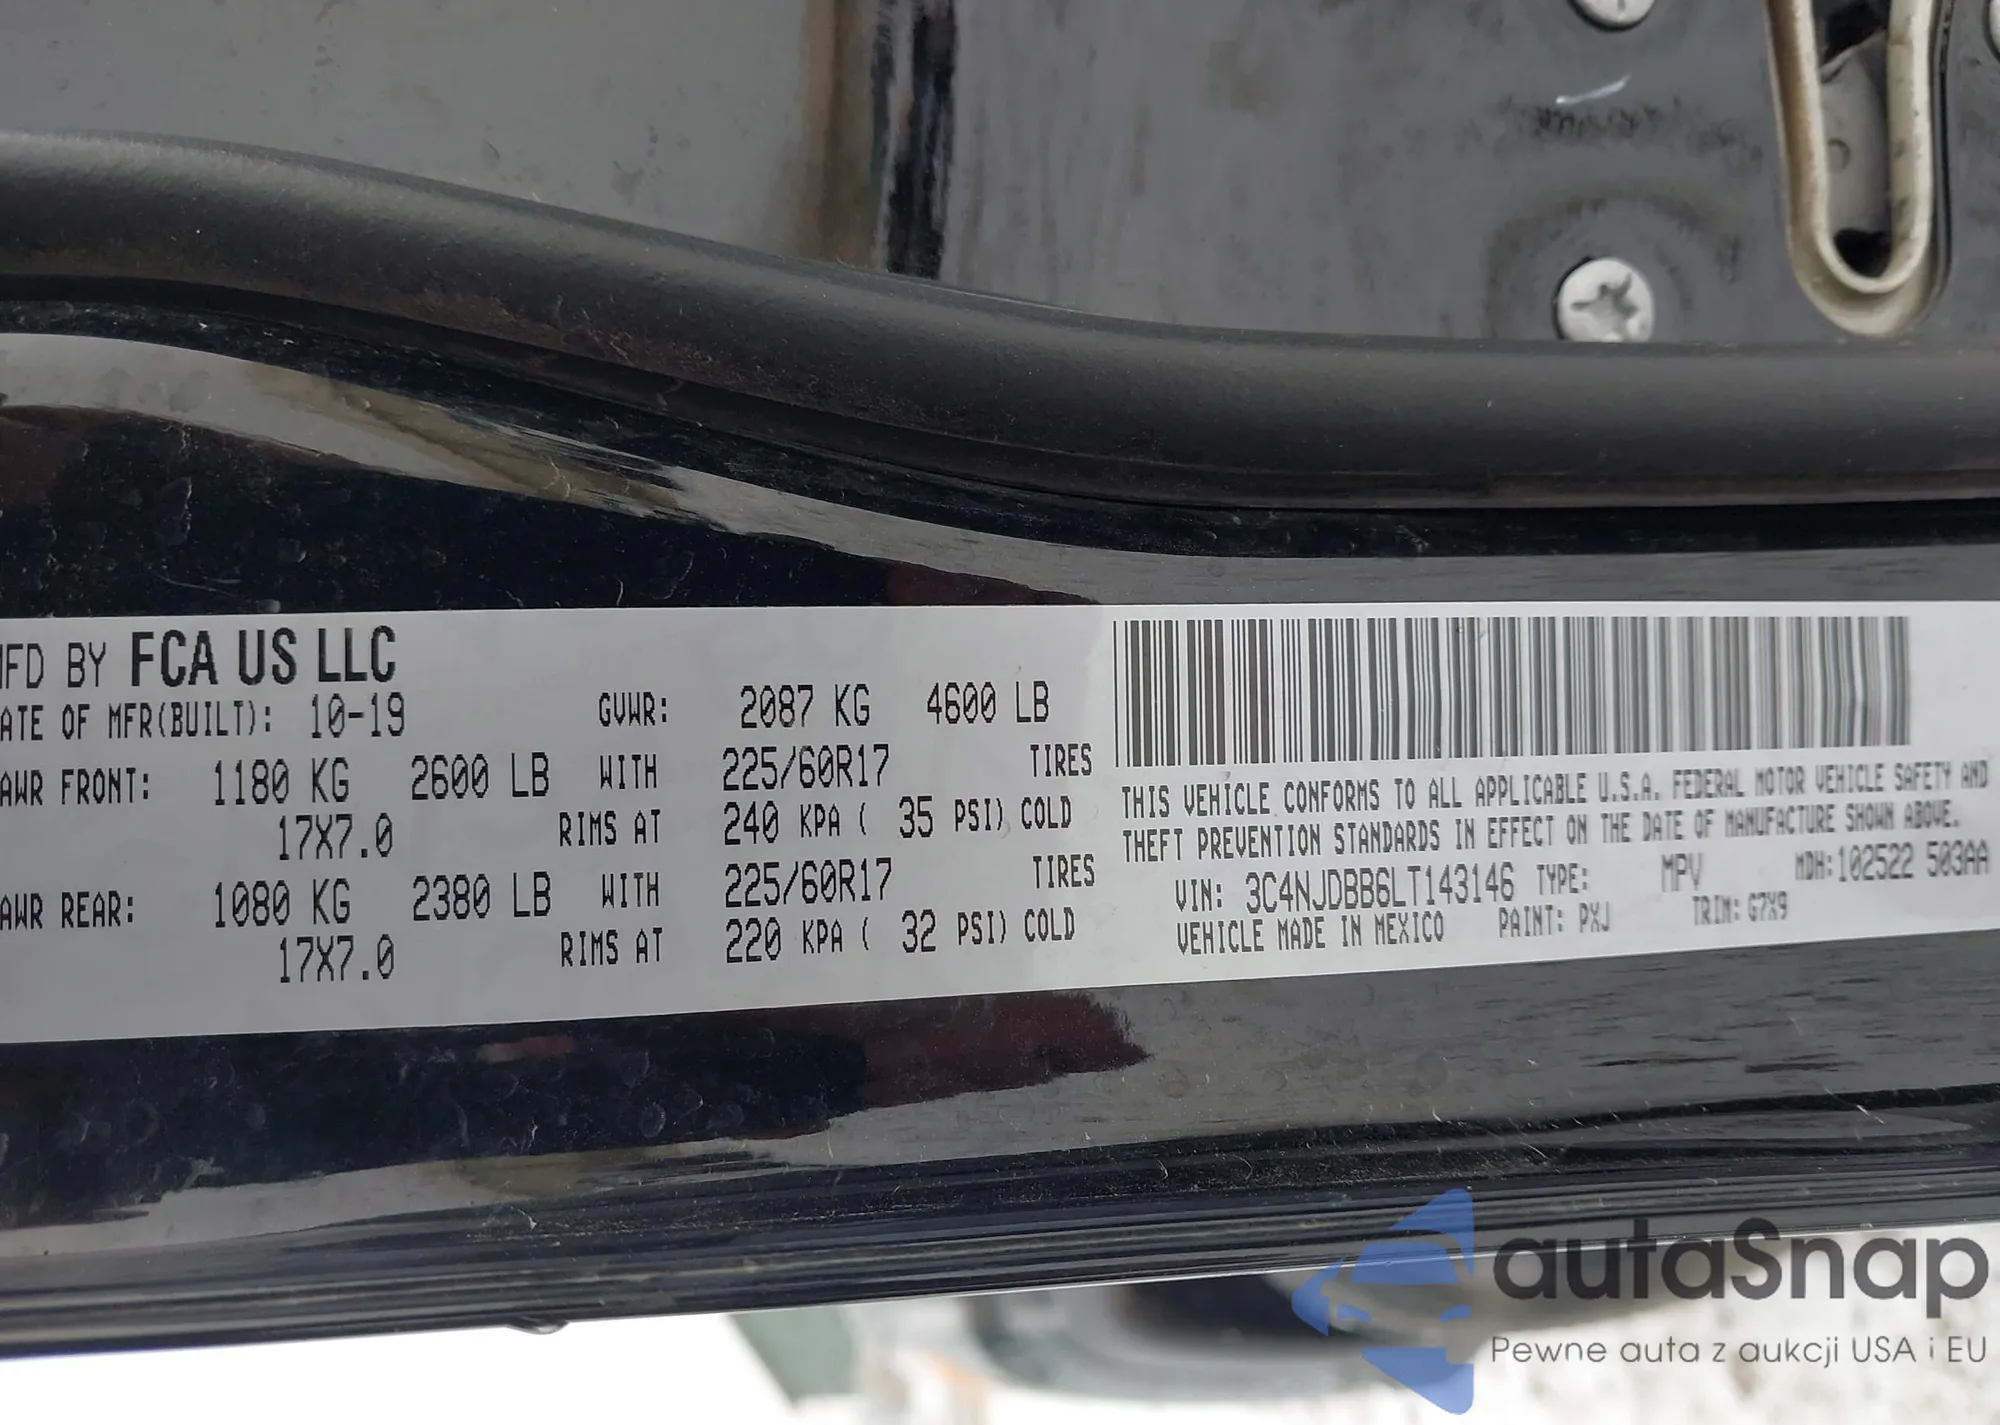 MFD BY FCA US LLC
ATE OF MFR(BUILT): 10-19 GVWR: 2087 KG 4600 LB
AWR FRONT: 1180 KG 2600 LB WITH 225/60R17 TIRES
17X7.0 RIMS AT 240 KPA ( 35 PSI) COLD
AWR REAR: 1080 KG 2380 LB WITH 225/60R17 TIRES
17X7.0 RIMS AT 220 KPA ( 32 PSI) COLD
THIS VEHICLE CONFORMS TO ALL APPLICABLE U.S.A. FEDERAL MOTOR VEHICLE SAFETY AND
THEFT PREVENTION STANDARDS IN EFFECT ON THE DATE OF MANUFACTURE SHOWN ABOVE.
VIN: 3C4NJDBB6LT143146 TYPE: MPV MDH:102522 503AA
VEHICLE MADE IN MEXICO PAINT: PXJ TRIM: G7X9
autaSnap
Pewne auta z aukcji USA i EU